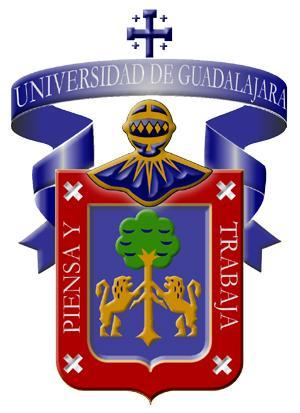 UNIVERSIDAD DE GUADALAJARA
PIENSA Y
TRABAJA